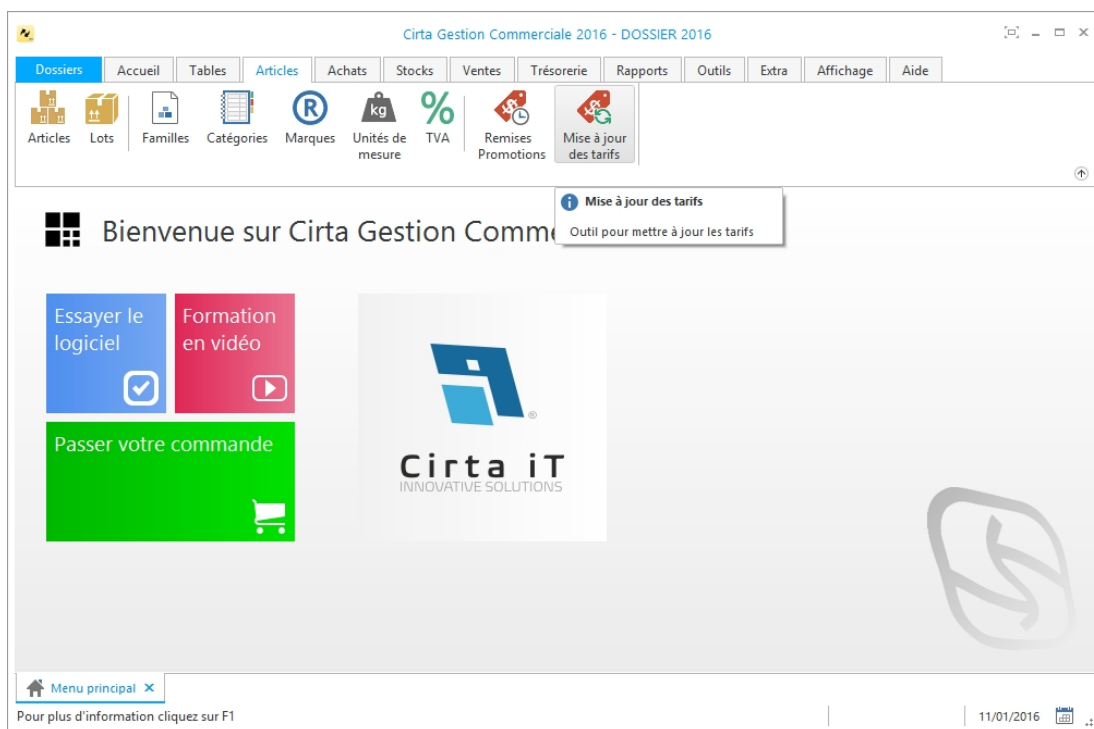 Cirta Gestion Commerciale 2016 - DOSSIER 2016
Dossiers Accueil Tables Articles Achats Stocks Ventes Trésorerie Rapports Outils Extra Affichage Aide
kg
Articles Lots Familles Catégories Marques Unités de mesure TVA Remises Promotions Mise à jour des tarifs
Mise à jour des tarifs
Outil pour mettre à jour les tarifs
Bienvenue sur Cirta Gestion
Essayer le
logiciel
Formation
en vidéo
Passer votre commande
Cirta iT
INNOVATIVE SOLUTIONS
Menu principal
Pour plus d'information cliquez sur F1
11/01/2016